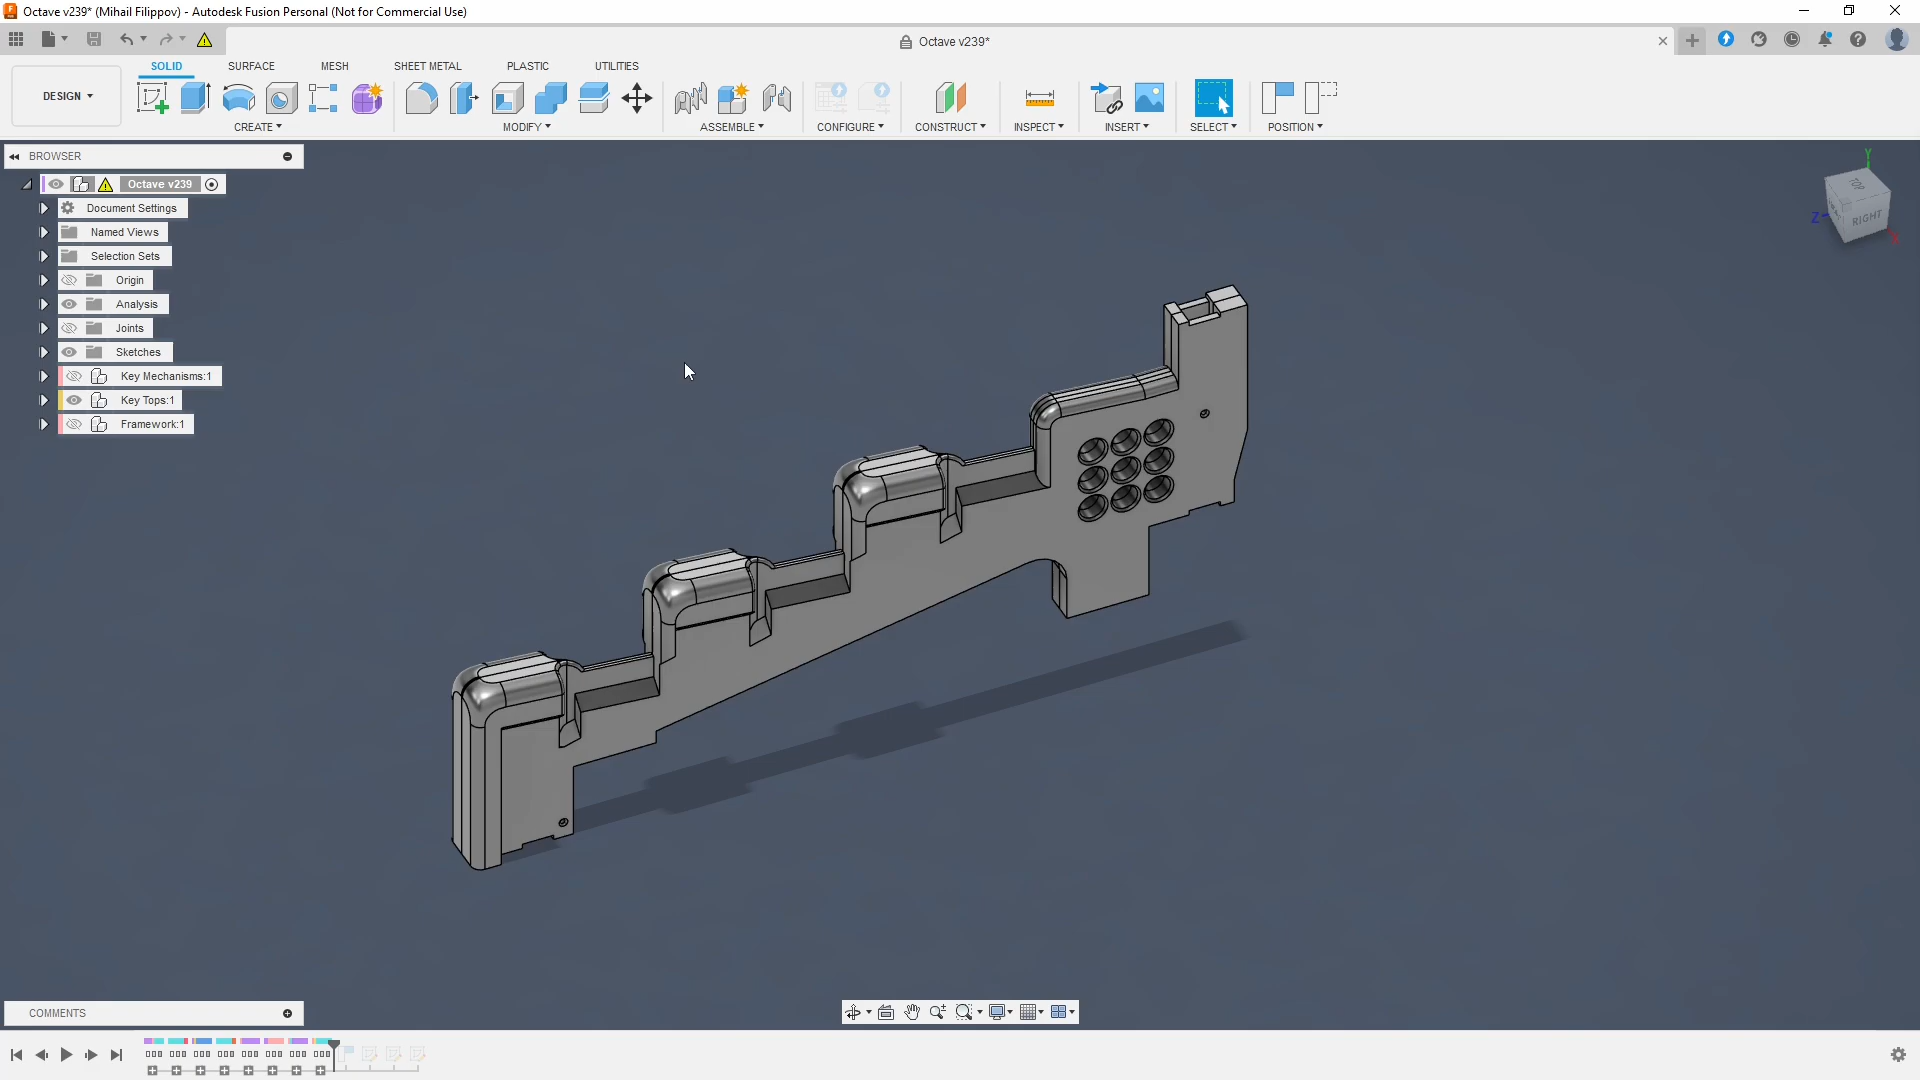 Octave v239* (Mihail Filippov) - Autodesk Fusion Personal (Not for Commercial Use)
Octave v239*
SOLID SURFACE MESH SHEET METAL PLASTIC UTILITIES
DESIGN
CREATE MODIFY ASSEMBLE CONFIGURE CONSTRUCT INSPECT INSERT SELECT POSITION
BROWSER
Octave v239
Document Settings
Named Views
Selection Sets
Origin
Analysis
Joints
Sketches
Key Mechanisms:1
Key Tops:1
Framework:1
Y
TOP
Z
RIGHT
X
COMMENTS